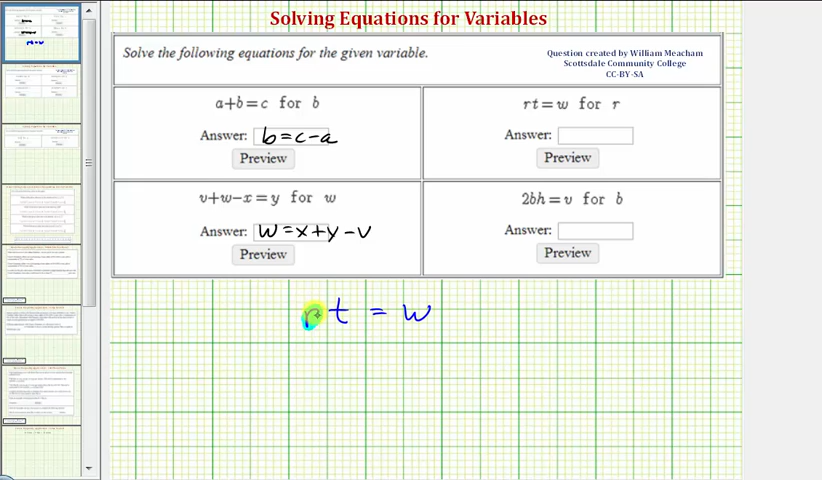 Solving Equations for Variables
Solve the following equations for the given variable.
Question created by William Meacham
Scottsdale Community College
CC-BY-SA
a+b=c for b
Answer: b=c-a
Preview
rt=w for r
Answer:
Preview
v+w-x=y for w
Answer: w=x+y-v
Preview
2bh=v for b
Answer:
Preview
rt = w